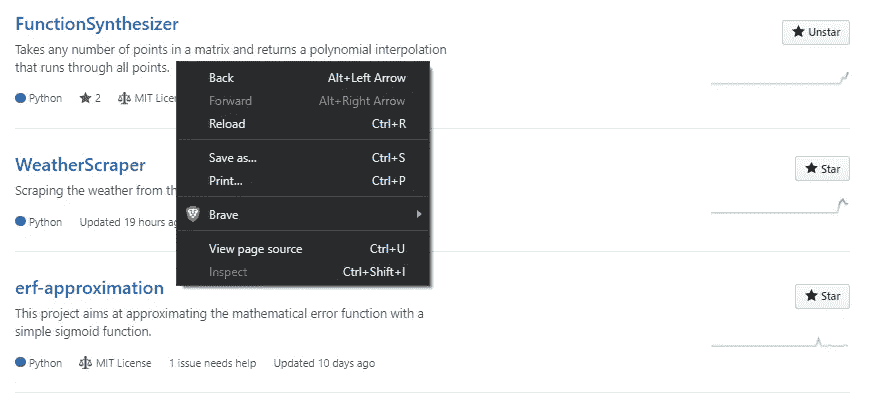 FunctionSynthesizer
Unstar
Takes any number of points in a matrix and returns a polynomial interpolation
that runs through all points.
Python 2 MIT Licen
Back Alt+Left Arrow
Forward Alt+Right Arrow
Reload Ctrl+R
Save as... Ctrl+S
Print... Ctrl+P
Brave
View page source Ctrl+U
Inspect Ctrl+Shift+I
WeatherScraper
Star
Scraping the weather from th
Python Updated 19 hours ag
erf-approximation
Star
This project aims at approximating the mathematical error function with a
simple sigmoid function.
Python MIT License 1 issue needs help Updated 10 days ago